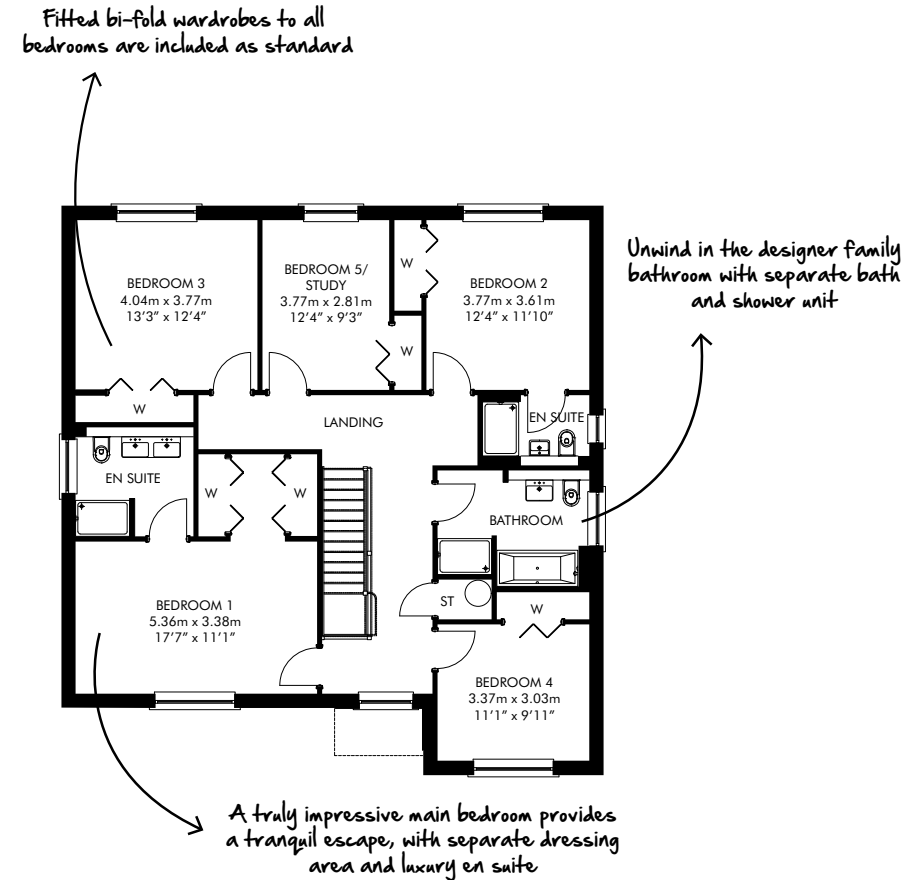 Fitted bi-fold wardrobes to all
bedrooms are included as standard
Unwind in the designer family
bathroom with separate bath
and shower unit
BEDROOM 3
4.04m x 3.77m
13’3” x 12’4”
BEDROOM 5/
STUDY
3.77m x 2.81m
12’4” x 9’3”
W
BEDROOM 2
3.77m x 3.61m
12’4” x 11’10”
W
W
LANDING
EN SUITE
EN SUITE
W
W
BATHROOM
BEDROOM 1
5.36m x 3.38m
17’7” x 11’1”
ST
W
BEDROOM 4
3.37m x 3.03m
11’1” x 9’11”
A truly impressive main bedroom provides
a tranquil escape, with separate dressing
area and luxury en suite